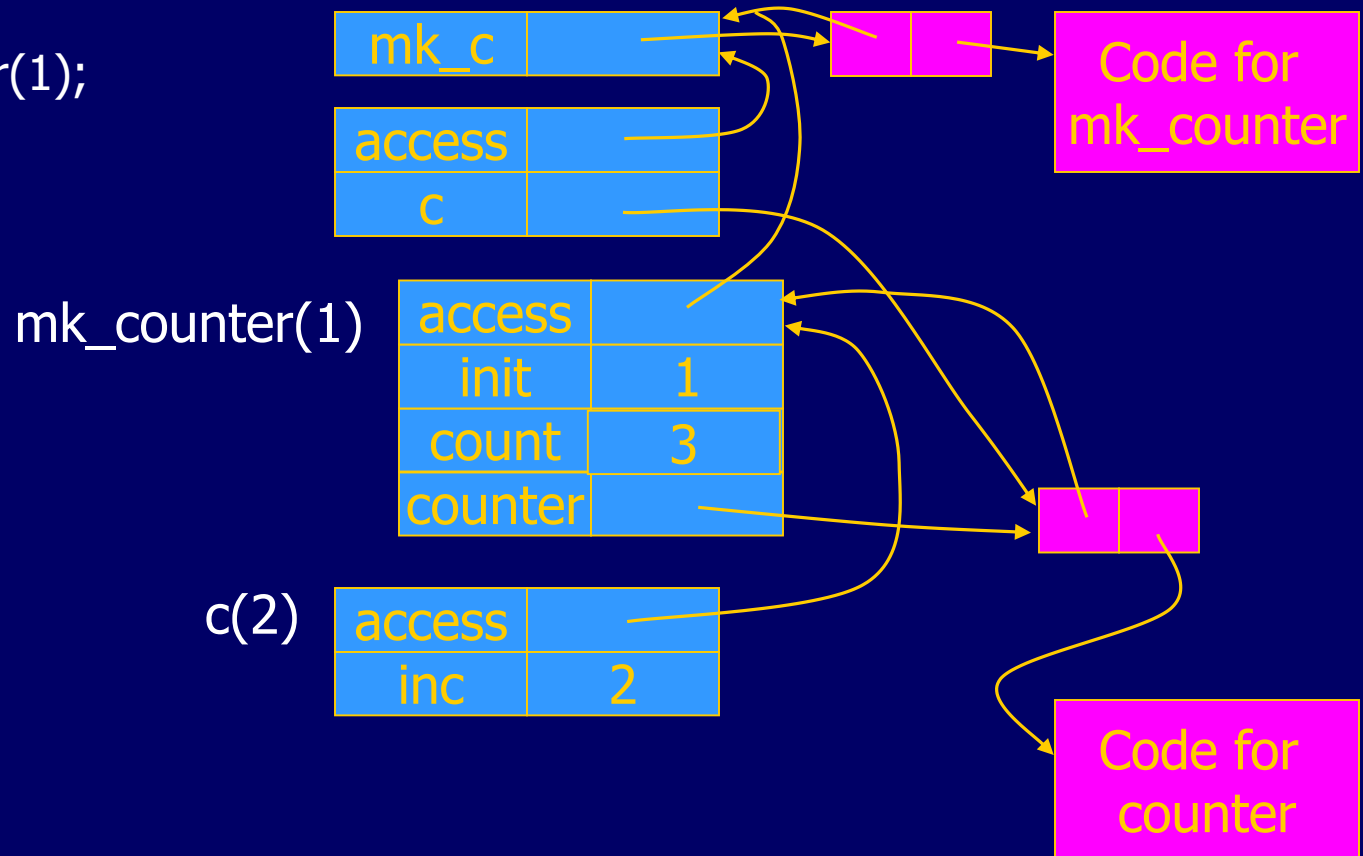 r(1);
mk_c
Code for
mk_counter
access
c
mk_counter(1)
access
init 1
count 3
counter
c(2)
access
inc 2
Code for
counter